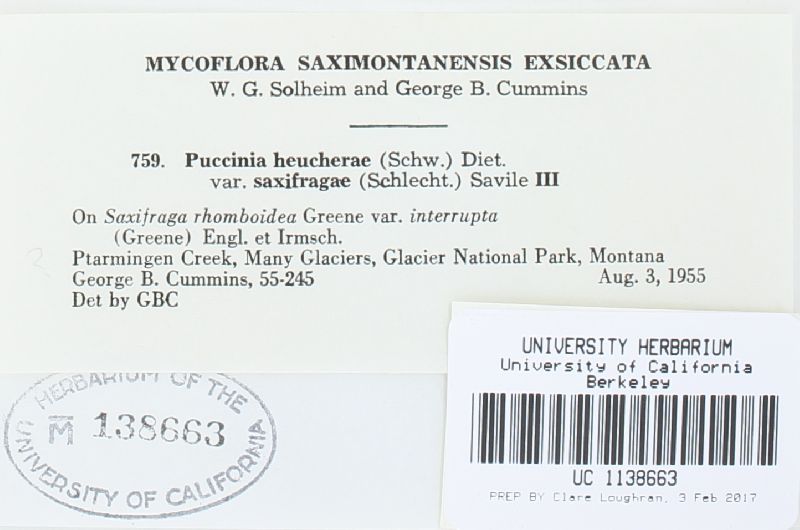 MYCOFLORA SAXIMONTANENSIS EXSICCATA
W. G. Solheim and George B. Cummins
759. Puccinia heucherae (Schw.) Diet.
var. saxifragae (Schlecht.) Savile III
On Saxifraga rhomboidea Greene var. interrupta
(Greene) Engl. et Irmsch.
Ptarmingen Creek, Many Glaciers, Glacier National Park, Montana
George B. Cummins, 55-245 Aug. 3, 1955
Det by GBC
HERBARIUM OF THE
M 138663
UNIVERSITY OF CALIFORNIA
UNIVERSITY HERBARIUM
University of California
Berkeley
UC 1138663
PREP BY Clare Loughran, 3 Feb 2017